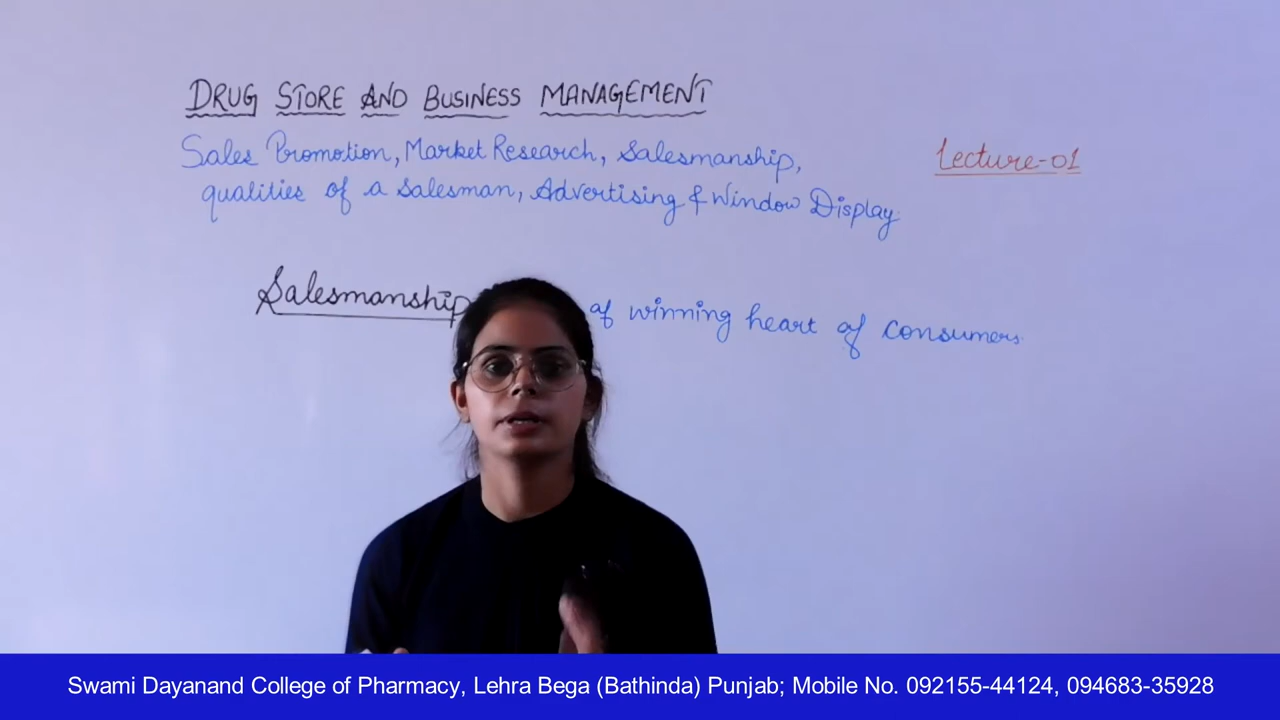 DRUG STORE AND BUSINESS MANAGEMENT
Sales Promotion, Market Research, Salesmanship,
qualities of a Salesman, Advertising & Window Display
Lecture-01
Salesmanship of winning heart of consumers.
Swami Dayanand College of Pharmacy, Lehra Bega (Bathinda) Punjab; Mobile No. 092155-44124, 094683-35928